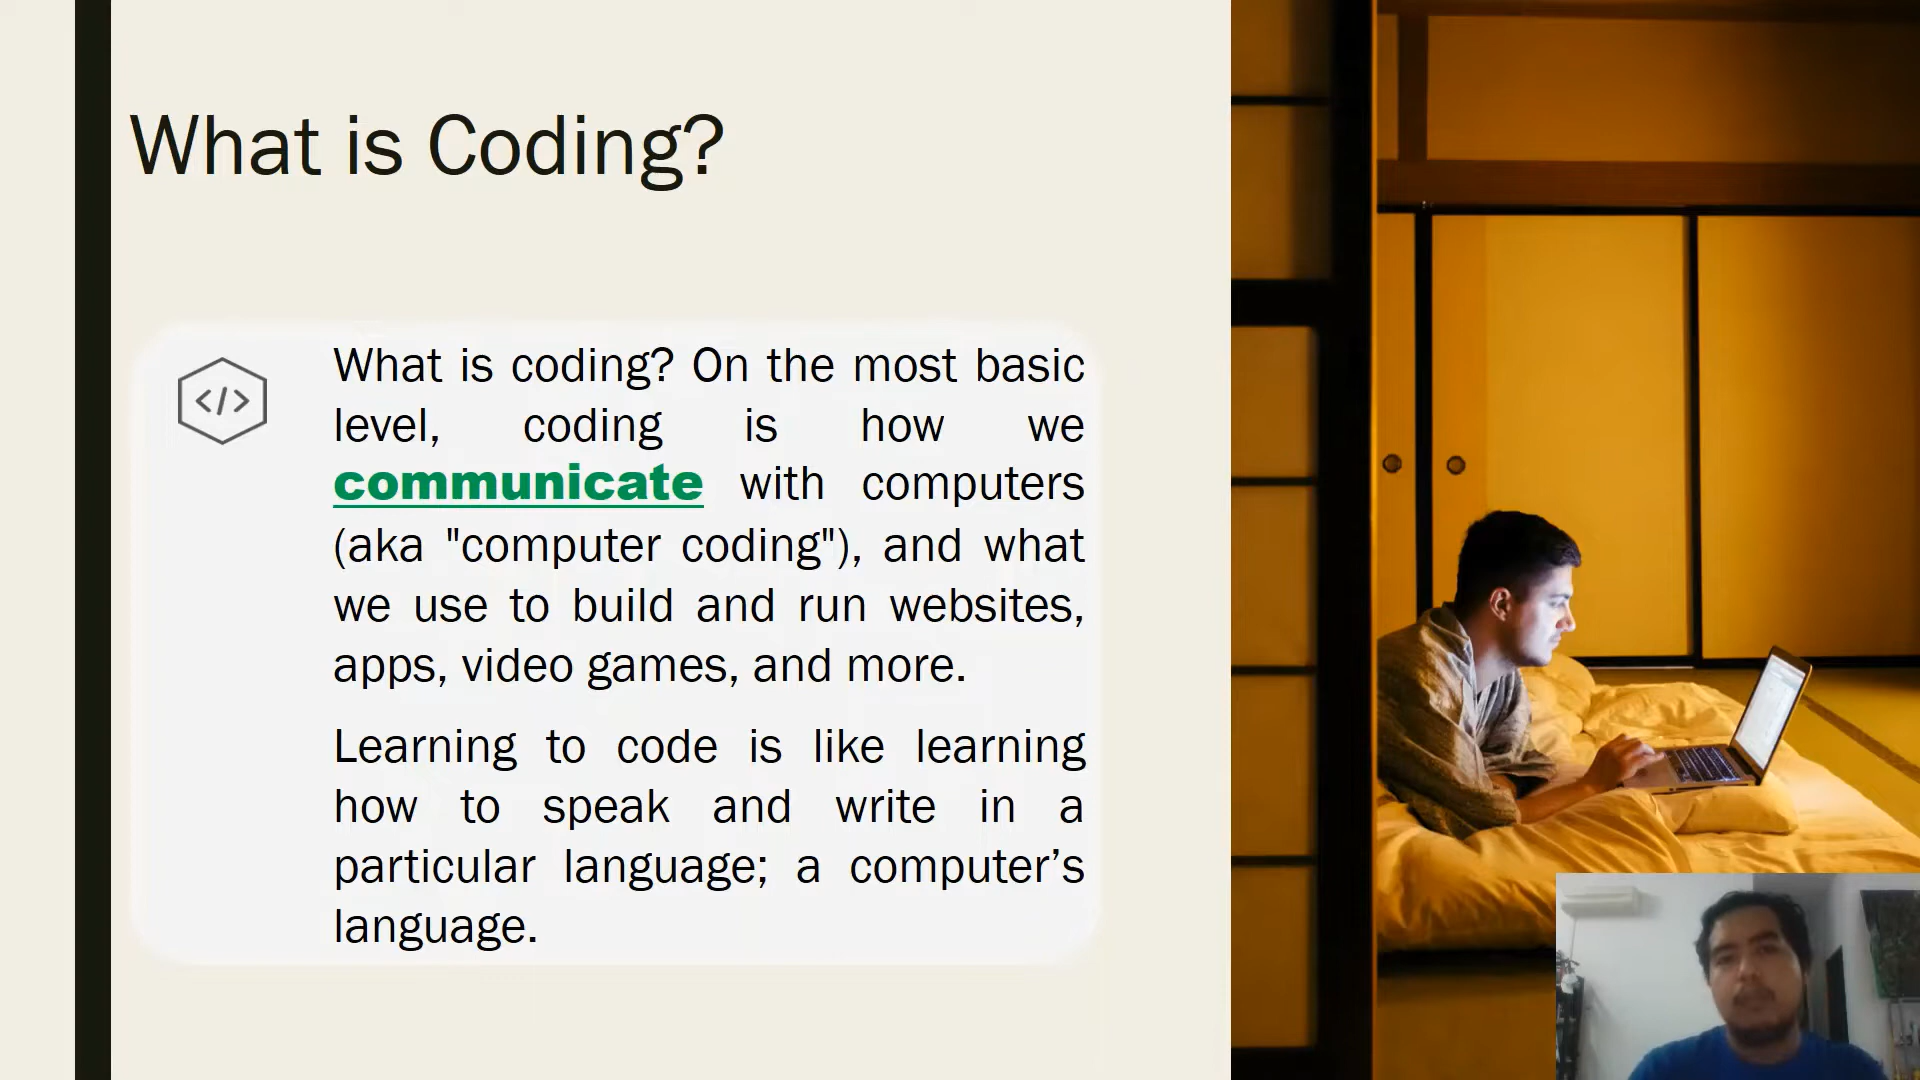 What is Coding?
</>
What is coding? On the most basic
level, coding is how we
communicate with computers
(aka "computer coding"), and what
we use to build and run websites,
apps, video games, and more.
Learning to code is like learning
how to speak and write in a
particular language; a computer’s
language.